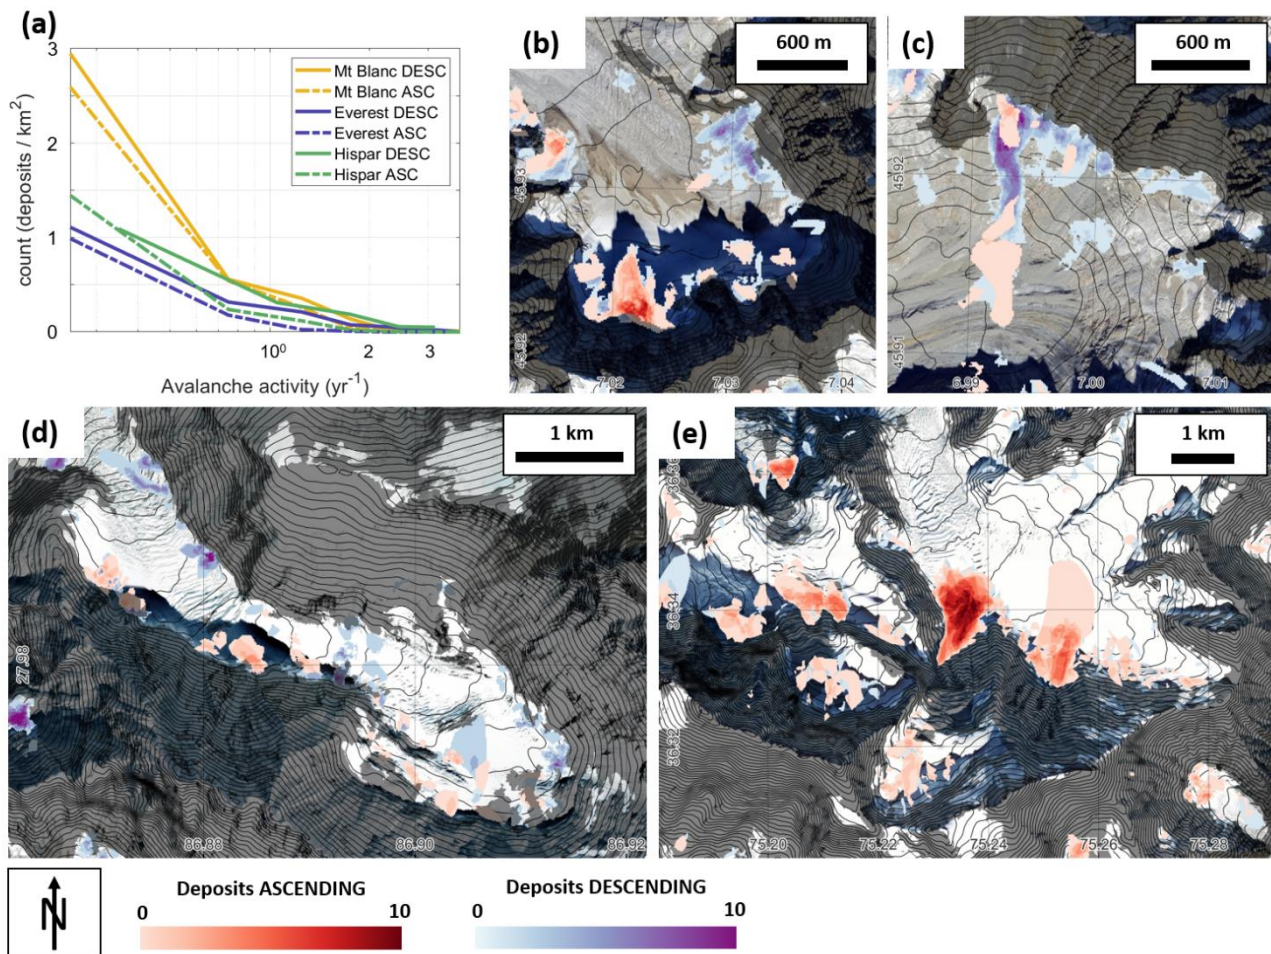 (a)
3
2
1
0
count (deposits / km²)
10⁰
2
3
Avalanche activity (yr⁻¹)
Mt Blanc DESC
Mt Blanc ASC
Everest DESC
Everest ASC
Hispar DESC
Hispar ASC
(b)
600 m
45.93
45.92
7.02
7.03
7.04
(c)
600 m
45.92
45.91
6.99
7.00
7.01
(d)
1 km
27.98
86.88
86.90
86.92
(e)
1 km
36.36
36.34
36.32
75.20
75.22
75.24
75.26
75.28
N
Deposits ASCENDING
0
10
Deposits DESCENDING
0
10